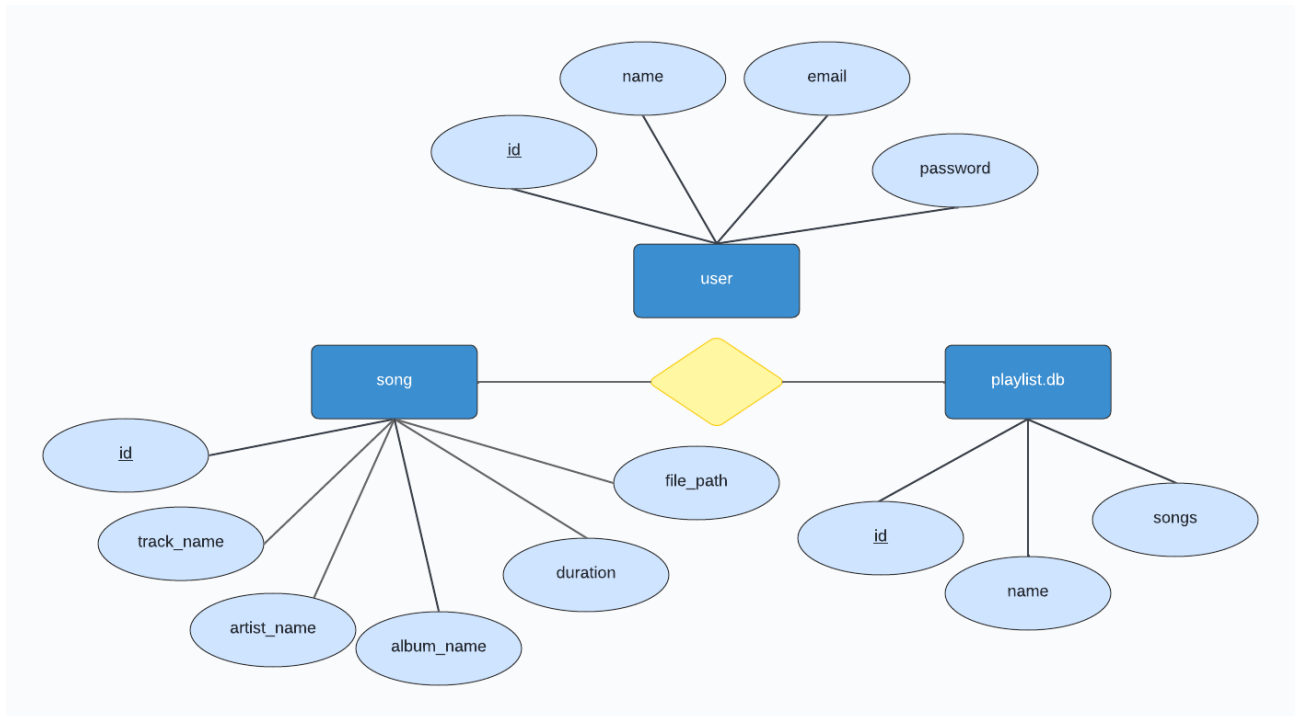 name
email
id
password
user
song
playlist.db
id
file_path
track_name
duration
artist_name
album_name
id
name
songs